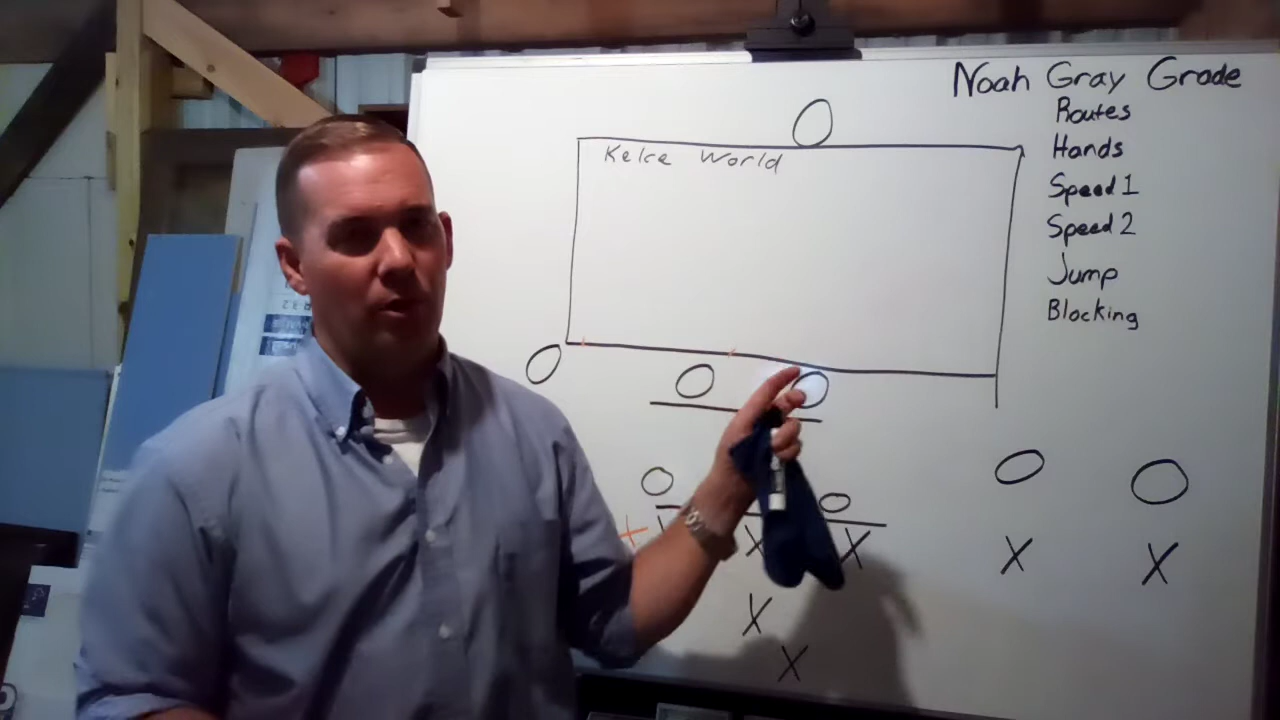 Noah Gray Grade
Routes
Kelce World
Hands
Speed 1
Speed 2
Jump
Blocking